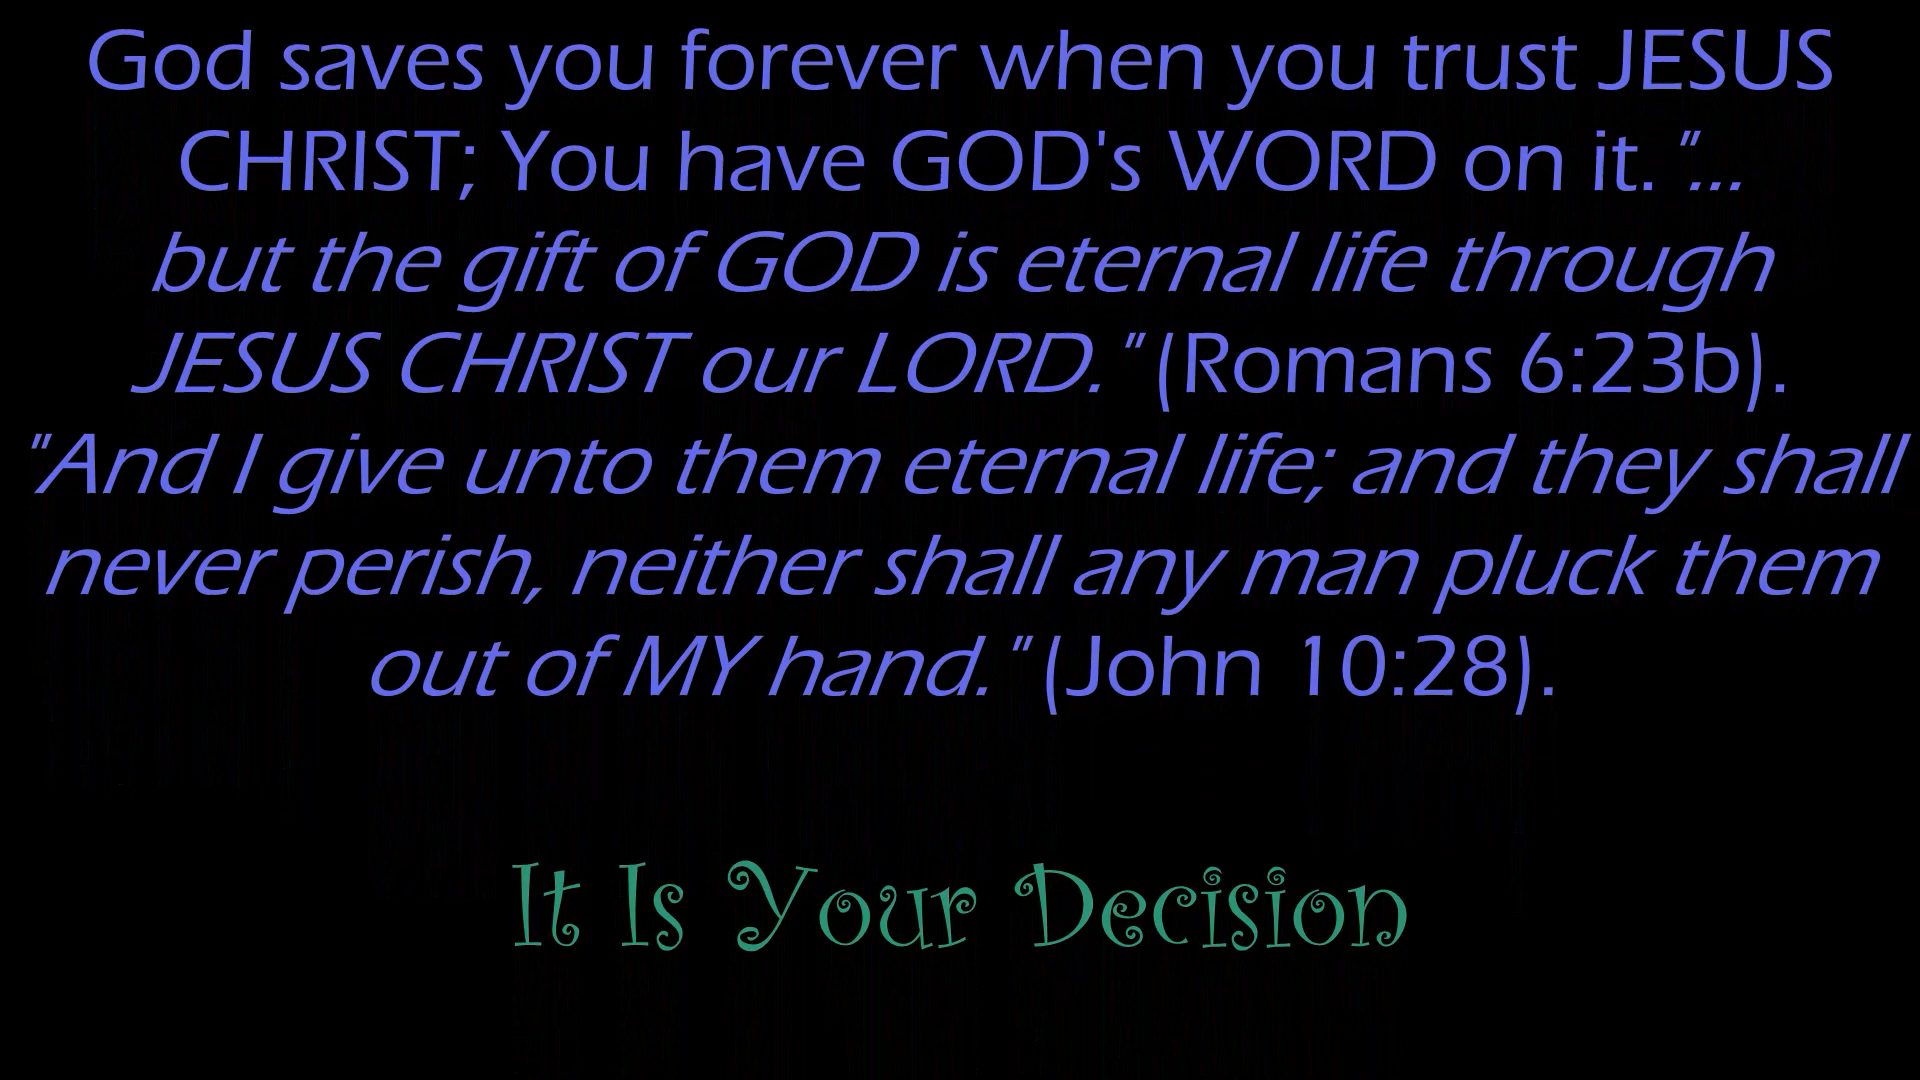 God saves you forever when you trust JESUS
CHRIST; You have GOD's WORD on it. "...
but the gift of GOD is eternal life through
JESUS CHRIST our LORD." (Romans 6:23b).
"And I give unto them eternal life; and they shall
never perish, neither shall any man pluck them
out of MY hand." (John 10:28).
It Is Your Decision